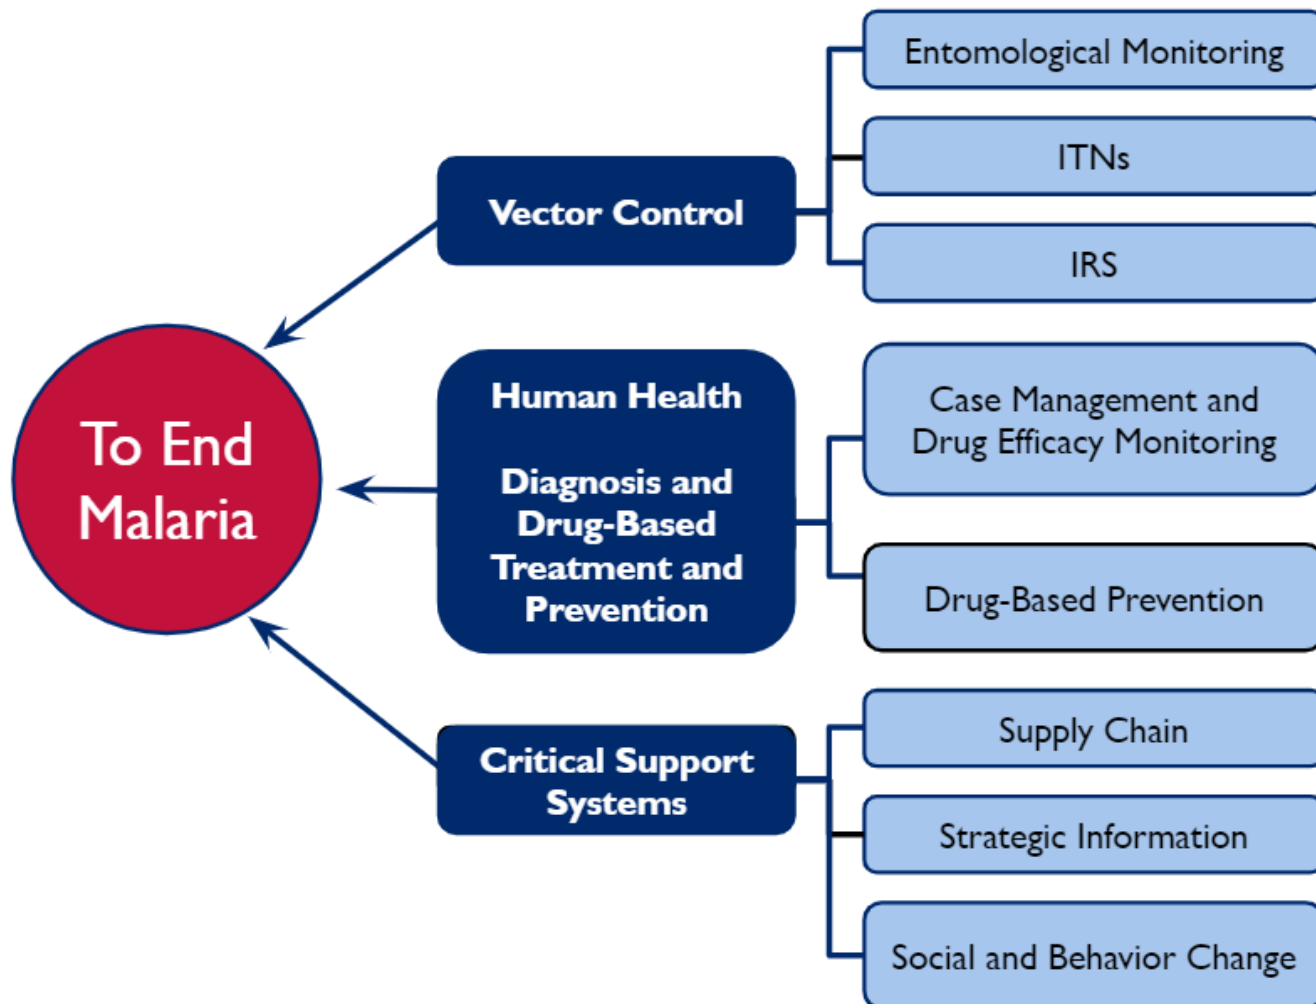 To End
Malaria
Vector Control
Entomological Monitoring
ITNs
IRS
Human Health
Diagnosis and
Drug-Based
Treatment and
Prevention
Case Management and
Drug Efficacy Monitoring
Drug-Based Prevention
Critical Support
Systems
Supply Chain
Strategic Information
Social and Behavior Change